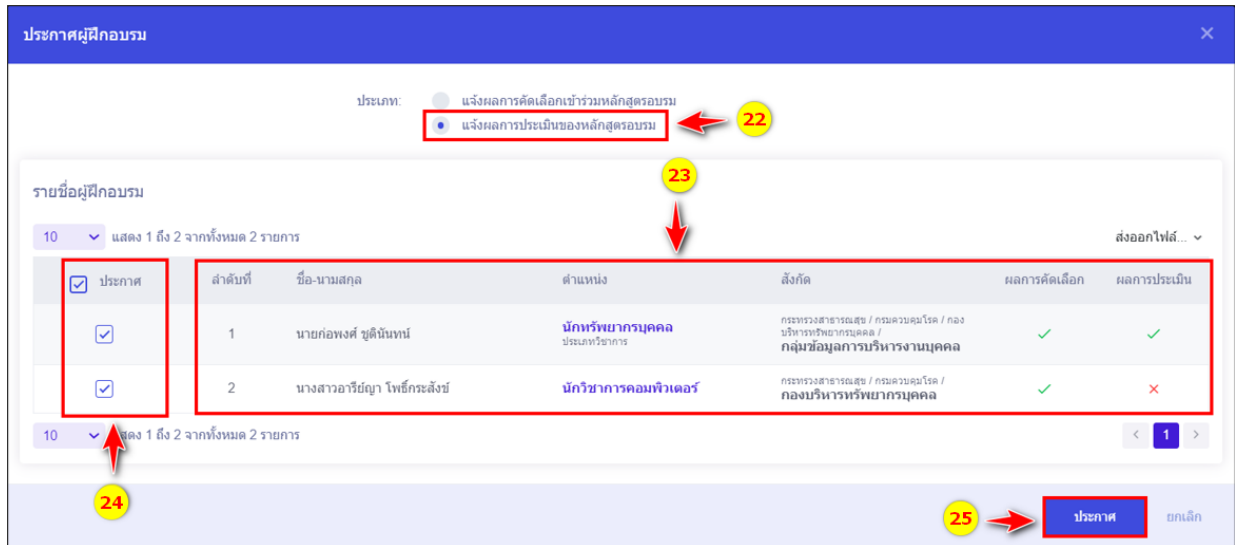 ประกาศผู้ฝึกอบรม
ประเภท: แจ้งผลการคัดเลือกเข้าร่วมหลักสูตรอบรม
แจ้งผลการประเมินของหลักสูตรอบรม 22
23
รายชื่อผู้ฝึกอบรม
10 แสดง 1 ถึง 2 จากทั้งหมด 2 รายการ ส่งออกไฟล์...
ประกาศ ลำดับที่ ชื่อ-นามสกุล ตำแหน่ง สังกัด ผลการคัดเลือก ผลการประเมิน
1 นายก่อพงศ์ ชูตินันทน์ นักทรัพยากรบุคคล
ประเภทวิชาการ
กระทรวงสาธารณสุข / กรมควบคุมโรค / กอง
บริหารทรัพยากรบุคคล /
กลุ่มข้อมูลการบริหารงานบุคคล
2 นางสาวอารีย์ญา โพธิ์กระสังข์ นักวิชาการคอมพิวเตอร์
กระทรวงสาธารณสุข / กรมควบคุมโรค /
กองบริหารทรัพยากรบุคคล
10 แสดง 1 ถึง 2 จากทั้งหมด 2 รายการ 1
24
25 ประกาศ ยกเลิก